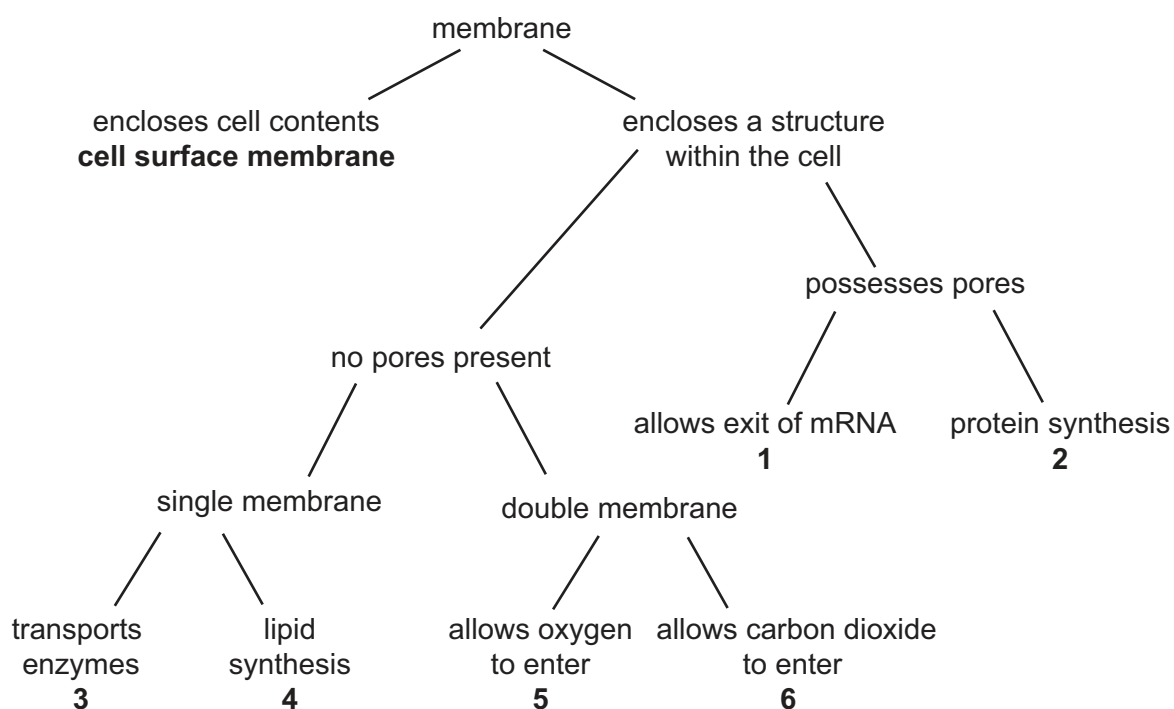 membrane
encloses cell contents
cell surface membrane
encloses a structure
within the cell
possesses pores
no pores present
allows exit of mRNA
1
protein synthesis
2
single membrane
double membrane
transports
enzymes
3
lipid
synthesis
4
allows oxygen
to enter
5
allows carbon dioxide
to enter
6